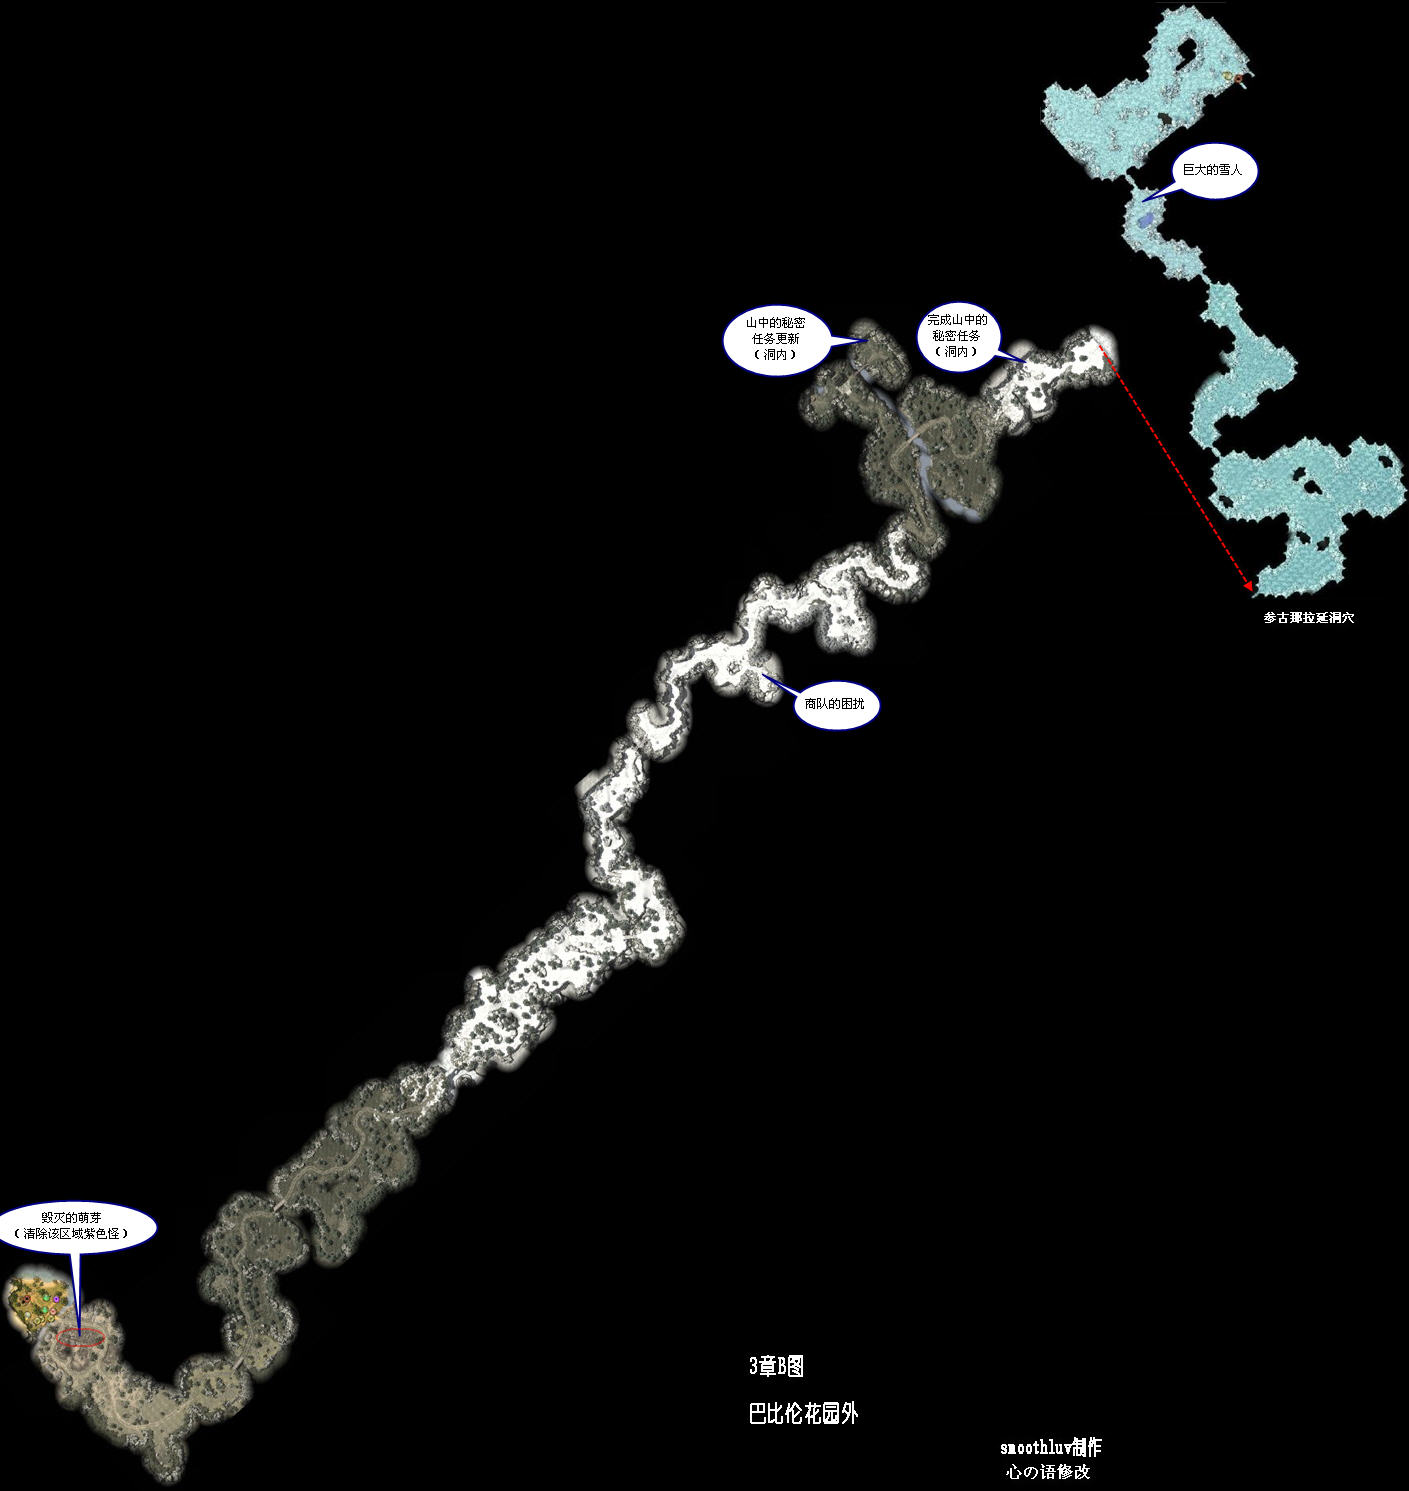 巨大的雪人
山中的秘密
任务更新
（洞内）
完成山中的
秘密任务
（洞内）
参古那拉延洞穴
商队的困扰
毁灭的萌芽
（清除该区域紫色怪）
3章B图
巴比伦花园外
smoothluv制作
心の语修改